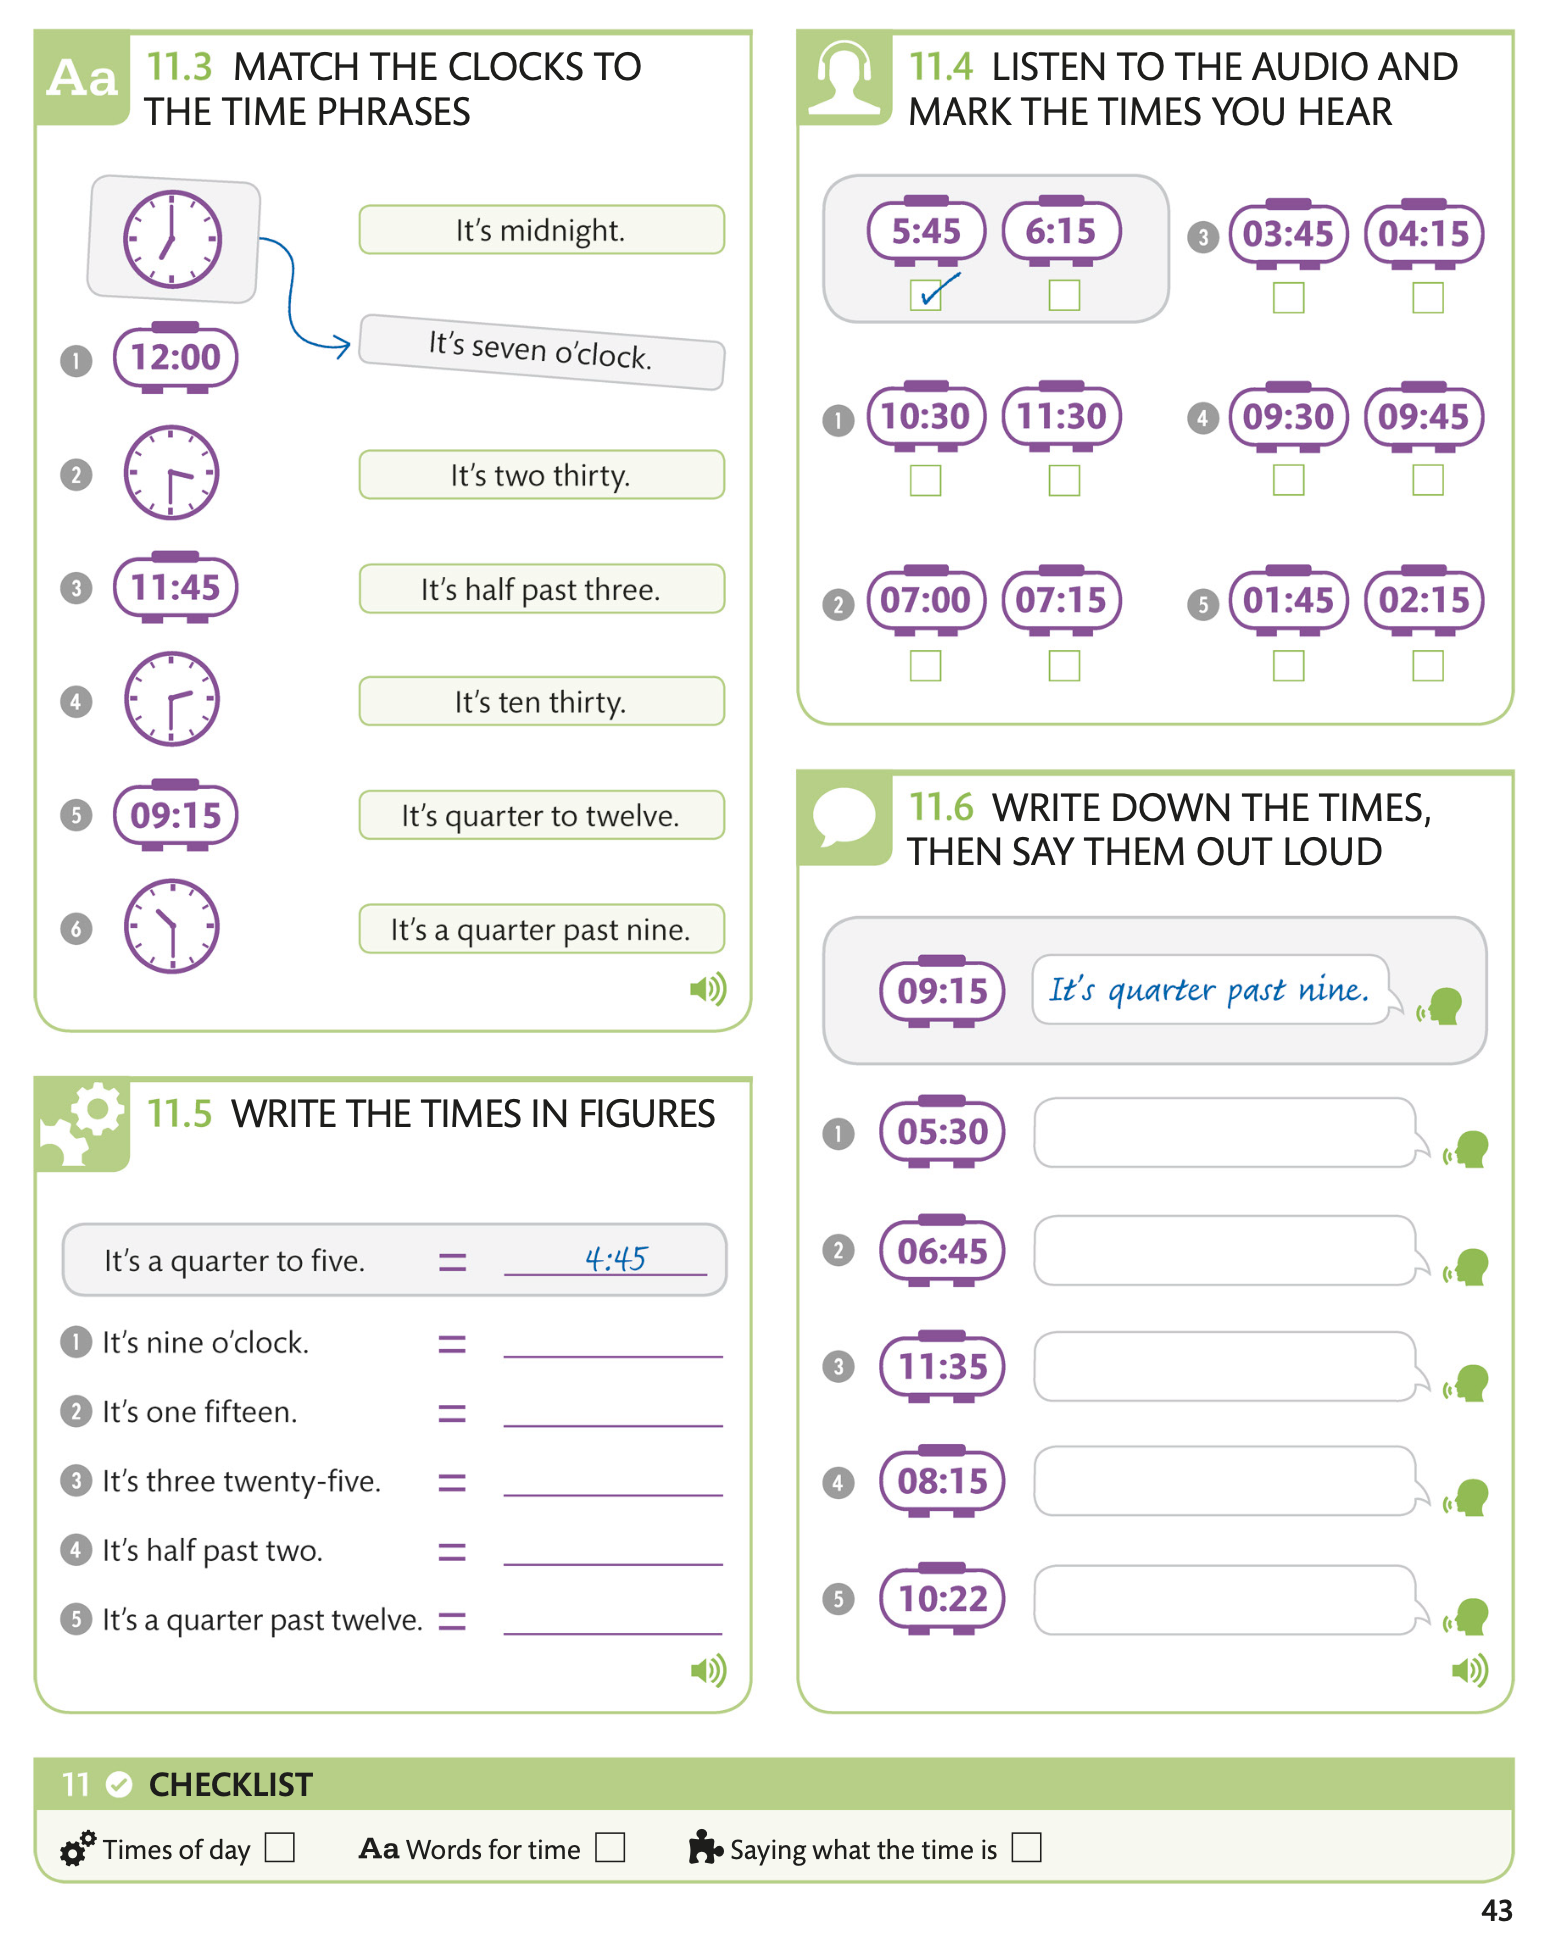 Aa 11.3 MATCH THE CLOCKS TO
THE TIME PHRASES
It's midnight.
It's seven o'clock.
1 12:00
2
It's two thirty.
3 11:45
It's half past three.
4
It's ten thirty.
5 09:15
It's quarter to twelve.
6
It's a quarter past nine.
11.4 LISTEN TO THE AUDIO AND
MARK THE TIMES YOU HEAR
5:45 6:15
1 10:30 11:30
2 07:00 07:15
3 03:45 04:15
4 09:30 09:45
5 01:45 02:15
11.5 WRITE THE TIMES IN FIGURES
It's a quarter to five. = 4:45
1 It's nine o'clock. =
2 It's one fifteen. =
3 It's three twenty-five. =
4 It's half past two. =
5 It's a quarter past twelve. =
11.6 WRITE DOWN THE TIMES,
THEN SAY THEM OUT LOUD
09:15 It's quarter past nine.
1 05:30
2 06:45
3 11:35
4 08:15
5 10:22
11 CHECKLIST
Times of day Aa Words for time Saying what the time is
43